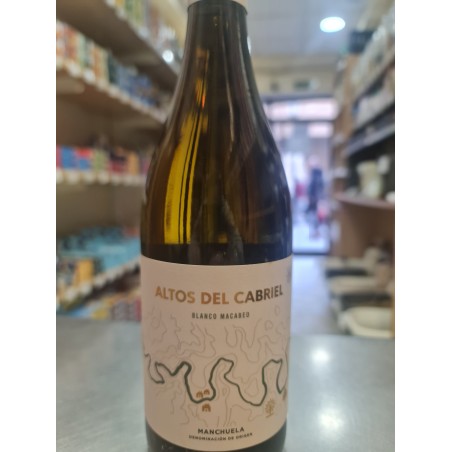 ALTOS DEL CABRIEL
BLANCO MACABEO
MANCHUELA
DENOMINACIÓN DE ORIGEN